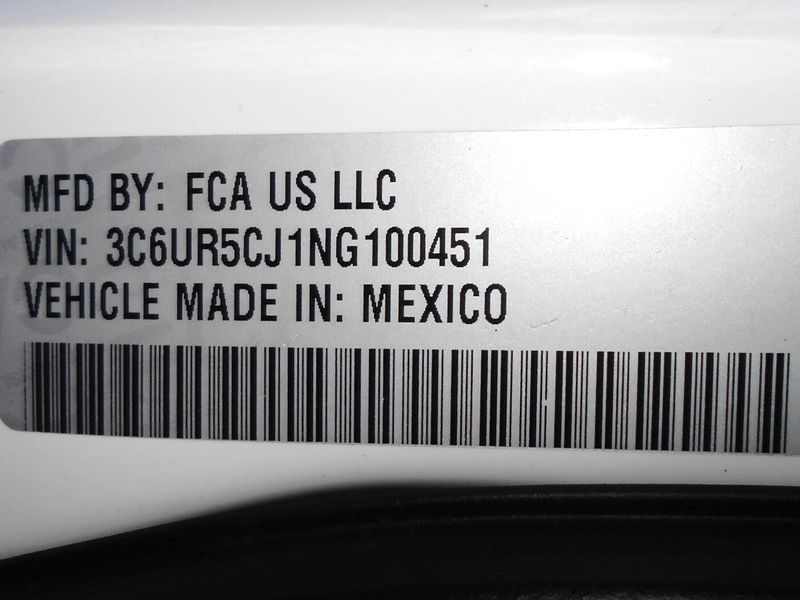 MFD BY: FCA US LLC
VIN: 3C6UR5CJ1NG100451
VEHICLE MADE IN: MEXICO